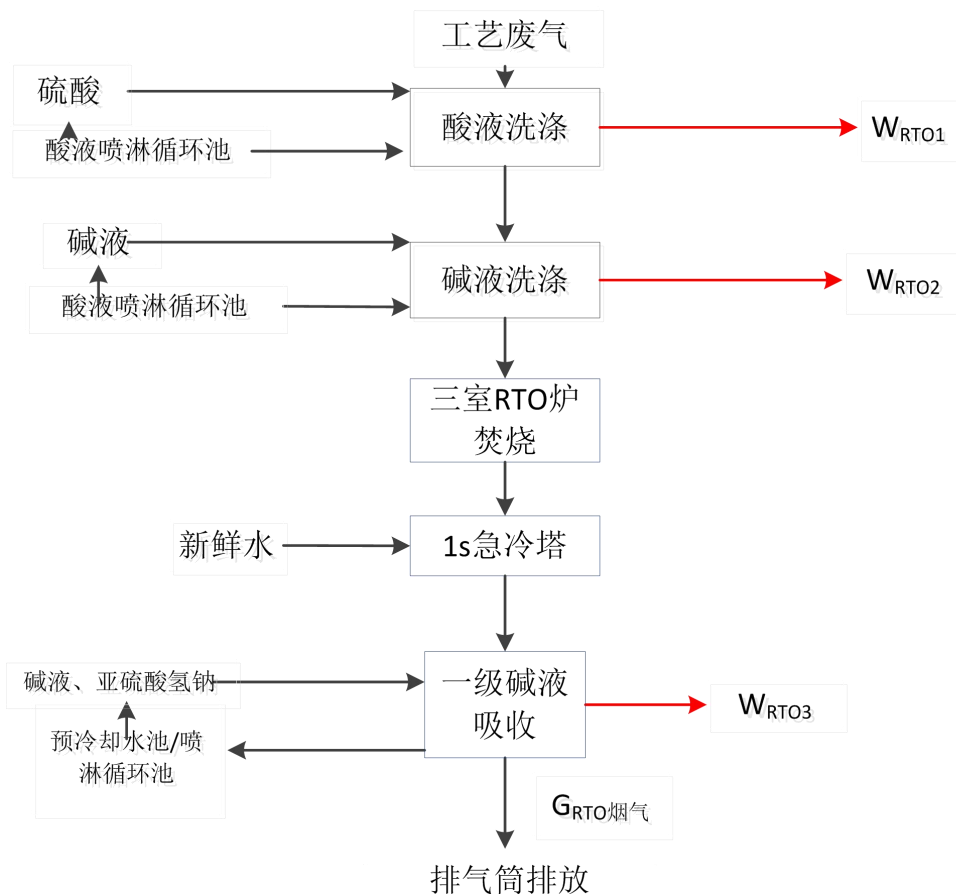 工艺废气
硫酸
酸液洗涤
W_RTO1
酸液喷淋循环池
碱液
碱液洗涤
W_RTO2
酸液喷淋循环池
三室RTO炉
焚烧
新鲜水
1s急冷塔
碱液、亚硫酸氢钠
一级碱液
吸收
W_RTO3
预冷却水池/喷
淋循环池
G_RTO烟气
排气筒排放